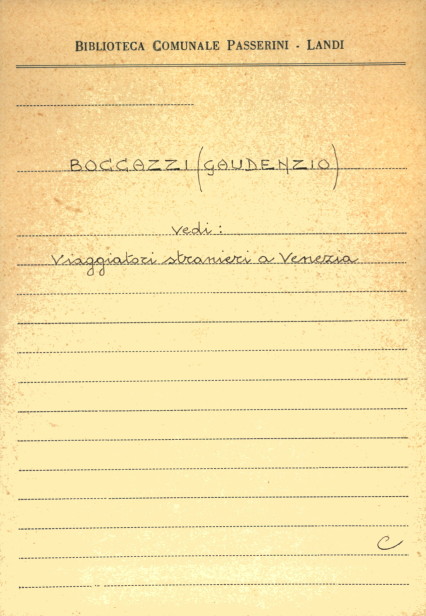 BIBLIOTECA COMUNALE PASSERINI - LANDI
BOCCAZZI (GAUDENZIO)
vedi:
Viaggiatori stranieri a Venezia
C